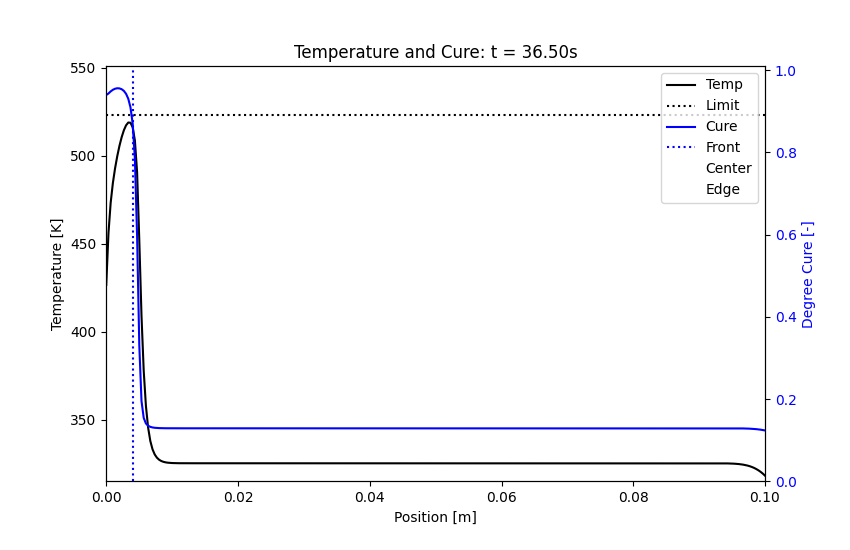 Temperature and Cure: t = 36.50s
550
500
450
400
350
Temperature [K]
0.00
0.02
0.04
0.06
0.08
0.10
Position [m]
1.0
0.8
0.6
0.4
0.2
0.0
Degree Cure [-]
Temp
Limit
Cure
Front
Center
Edge